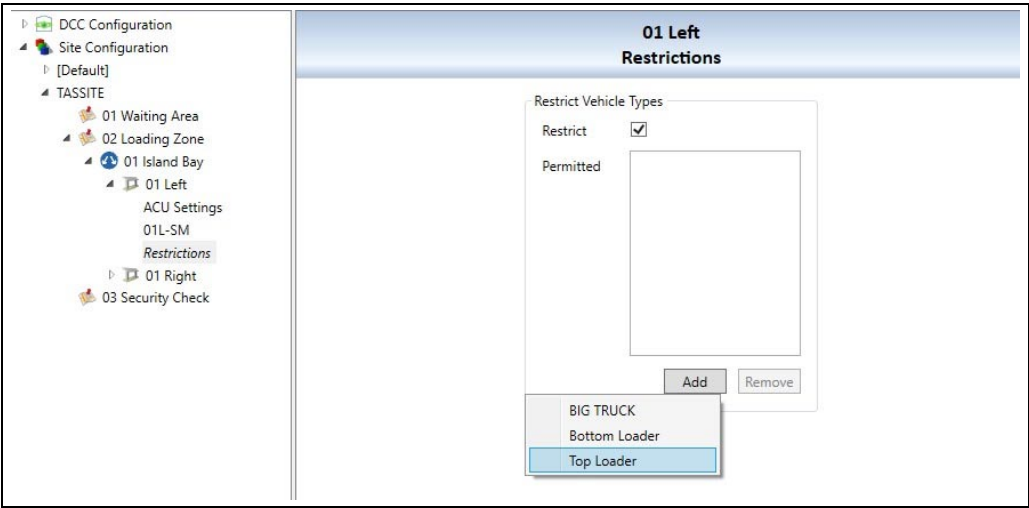 DCC Configuration
Site Configuration
[Default]
TASSITE
01 Waiting Area
02 Loading Zone
01 Island Bay
01 Left
ACU Settings
01L-SM
Restrictions
01 Right
03 Security Check
01 Left
Restrictions
Restrict Vehicle Types
Restrict
Permitted
Add Remove
BIG TRUCK
Bottom Loader
Top Loader